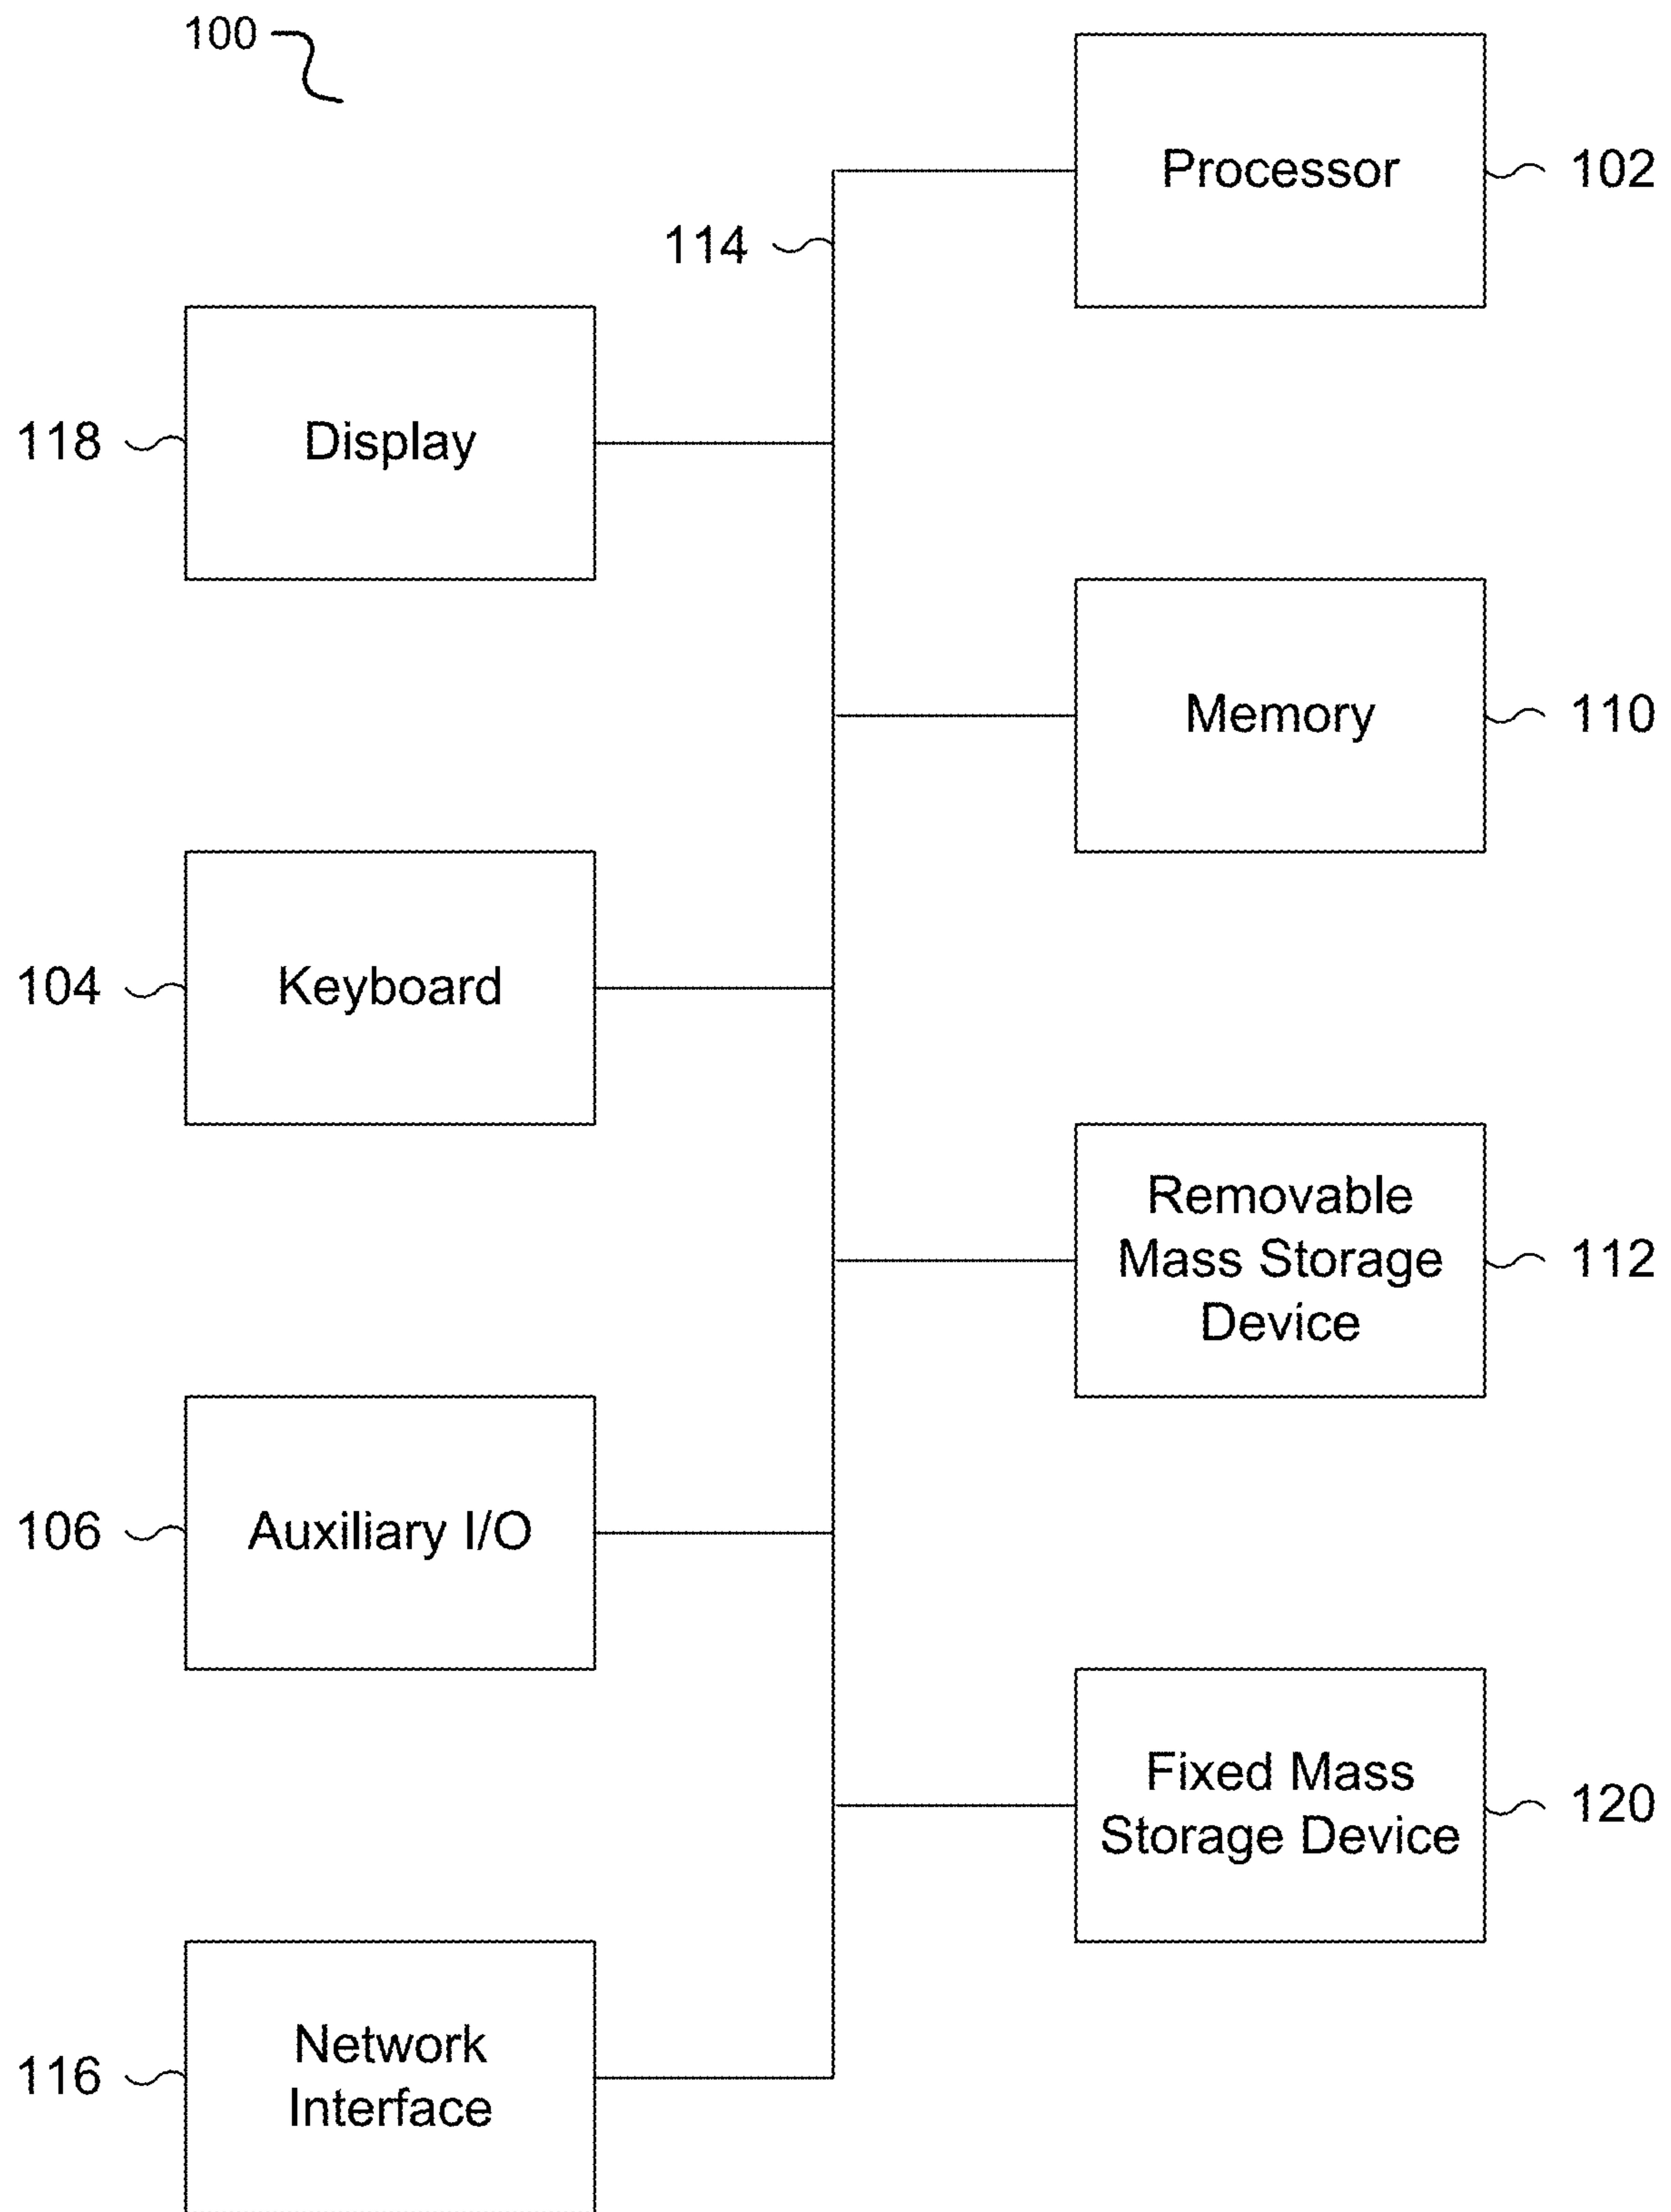 100
Processor
102
114
118
Display
Memory
110
104
Keyboard
Removable
Mass Storage
Device
112
106
Auxiliary I/O
Fixed Mass
Storage Device
120
116
Network
Interface